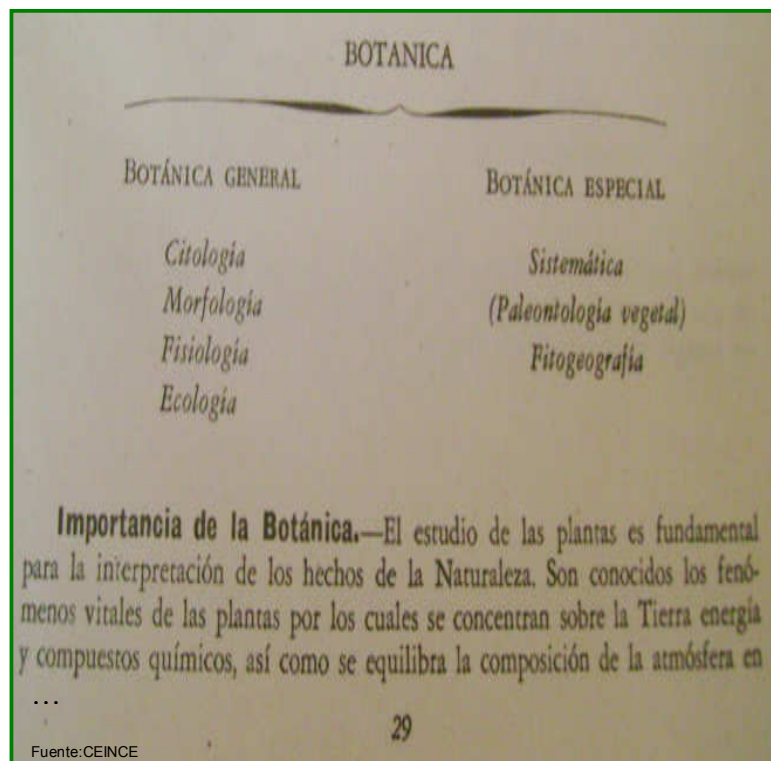 BOTANICA
BOTÁNICA GENERAL
Citología
Morfología
Fisiología
Ecología
BOTÁNICA ESPECIAL
Sistemática
(Paleontología vegetal)
Fitogeografía
Importancia de la Botánica.—El estudio de las plantas es fundamental
para la interpretación de los hechos de la Naturaleza. Son conocidos los fenó-
menos vitales de las plantas por los cuales se concentran sobre la Tierra energía
y compuestos químicos, así como se equilibra la composición de la atmósfera en
...
29
Fuente:CEINCE